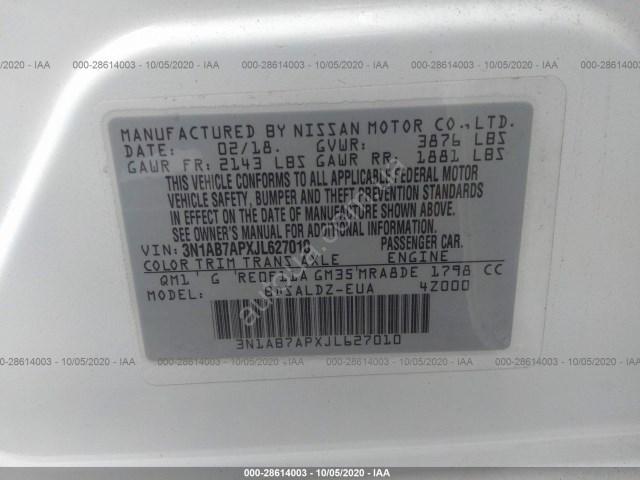 000-28614003 - 10/05/2020 - IAA
MANUFACTURED BY NISSAN MOTOR CO., LTD.
DATE: 02/18. GVWR: 3876 LBS
GAWR FR: 2143 LBS GAWR RR: 1881 LBS
THIS VEHICLE CONFORMS TO ALL APPLICABLE FEDERAL MOTOR
VEHICLE SAFETY, BUMPER AND THEFT PREVENTION STANDARDS
IN EFFECT ON THE DATE OF MANUFACTURE SHOWN ABOVE.
SEE OWNER'S MANUAL FOR ADDITIONAL INFORMATION.
VIN: 3N1AB7APXJL627010 PASSENGER CAR.
COLOR TRIM TRANS AXLE ENGINE
QM1 G RE0F11A GM35 MRA8DE 1798 CC
MODEL: -EUA 4Z000
3N1AB7APXJL627010
000-28614003 - 10/05/2020 - IAA